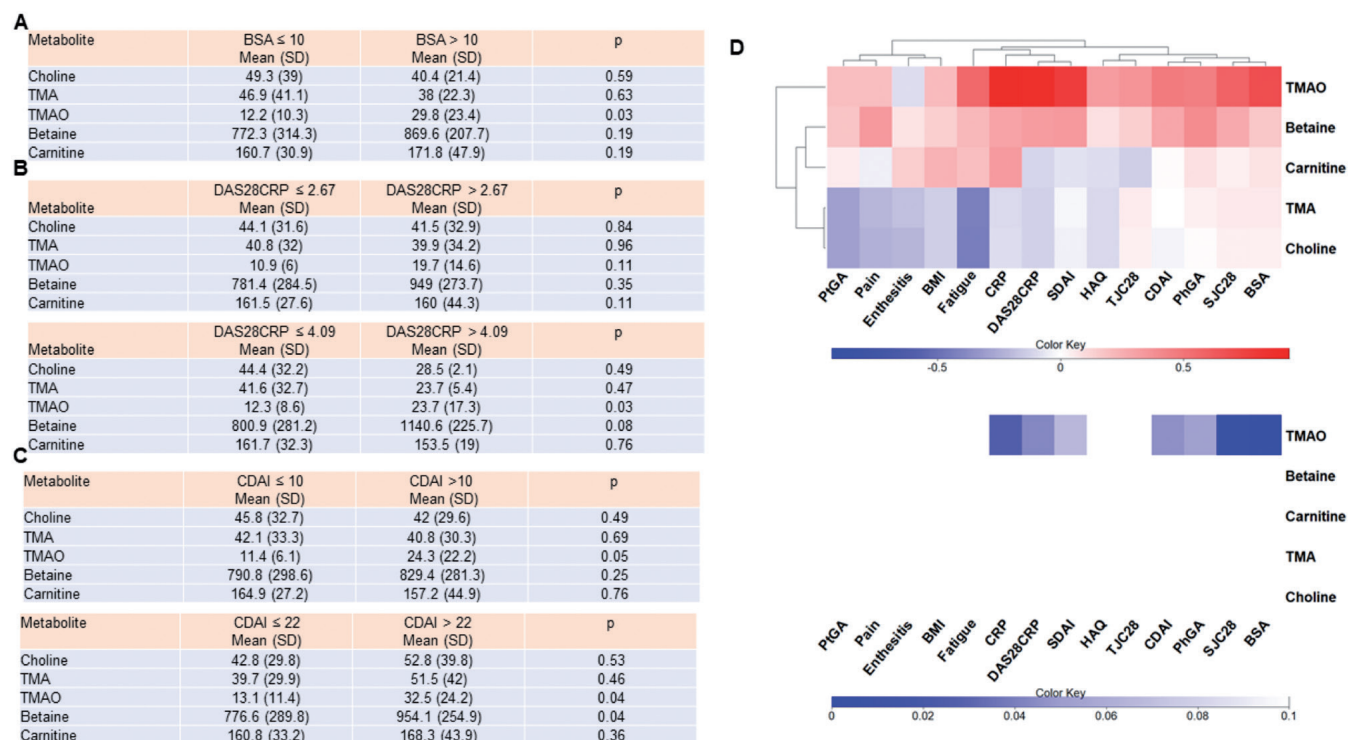 A
Metabolite BSA ≤ 10 BSA > 10 p
Mean (SD) Mean (SD)
Choline 49.3 (39) 40.4 (21.4) 0.59
TMA 46.9 (41.1) 38 (22.3) 0.63
TMAO 12.2 (10.3) 29.8 (23.4) 0.03
Betaine 772.3 (314.3) 869.6 (207.7) 0.19
Carnitine 160.7 (30.9) 171.8 (47.9) 0.19
B
DAS28CRP ≤ 2.67 DAS28CRP > 2.67 p
Metabolite Mean (SD) Mean (SD)
Choline 44.1 (31.6) 41.5 (32.9) 0.84
TMA 40.8 (32) 39.9 (34.2) 0.96
TMAO 10.9 (6) 19.7 (14.6) 0.11
Betaine 781.4 (284.5) 949 (273.7) 0.35
Carnitine 161.5 (27.6) 160 (44.3) 0.11
DAS28CRP ≤ 4.09 DAS28CRP > 4.09 p
Metabolite Mean (SD) Mean (SD)
Choline 44.4 (32.2) 28.5 (2.1) 0.49
TMA 41.6 (32.7) 23.7 (5.4) 0.47
TMAO 12.3 (8.6) 23.7 (17.3) 0.03
Betaine 800.9 (281.2) 1140.6 (225.7) 0.08
Carnitine 161.7 (32.3) 153.5 (19) 0.76
C
Metabolite CDAI ≤ 10 CDAI >10 p
Mean (SD) Mean (SD)
Choline 45.8 (32.7) 42 (29.6) 0.49
TMA 42.1 (33.3) 40.8 (30.3) 0.69
TMAO 11.4 (6.1) 24.3 (22.2) 0.05
Betaine 790.8 (298.6) 829.4 (281.3) 0.25
Carnitine 164.9 (27.2) 157.2 (44.9) 0.76
Metabolite CDAI ≤ 22 CDAI > 22 p
Mean (SD) Mean (SD)
Choline 42.8 (29.8) 52.8 (39.8) 0.53
TMA 39.7 (29.9) 51.5 (42) 0.46
TMAO 13.1 (11.4) 32.5 (24.2) 0.04
Betaine 776.6 (289.8) 954.1 (254.9) 0.04
Carnitine 160.8 (33.2) 168.3 (43.9) 0.36
D
TMAO
Betaine
Carnitine
TMA
Choline
PtGA Pain Enthesitis BMI Fatigue CRP DAS28CRP SDAI HAQ TJC28 CDAI PhGA SJC28 BSA
Color Key
-0.5 0 0.5
TMAO
Betaine
Carnitine
TMA
Choline
PtGA Pain Enthesitis BMI Fatigue CRP DAS28CRP SDAI HAQ TJC28 CDAI PhGA SJC28 BSA
Color Key
0 0.02 0.04 0.06 0.08 0.1